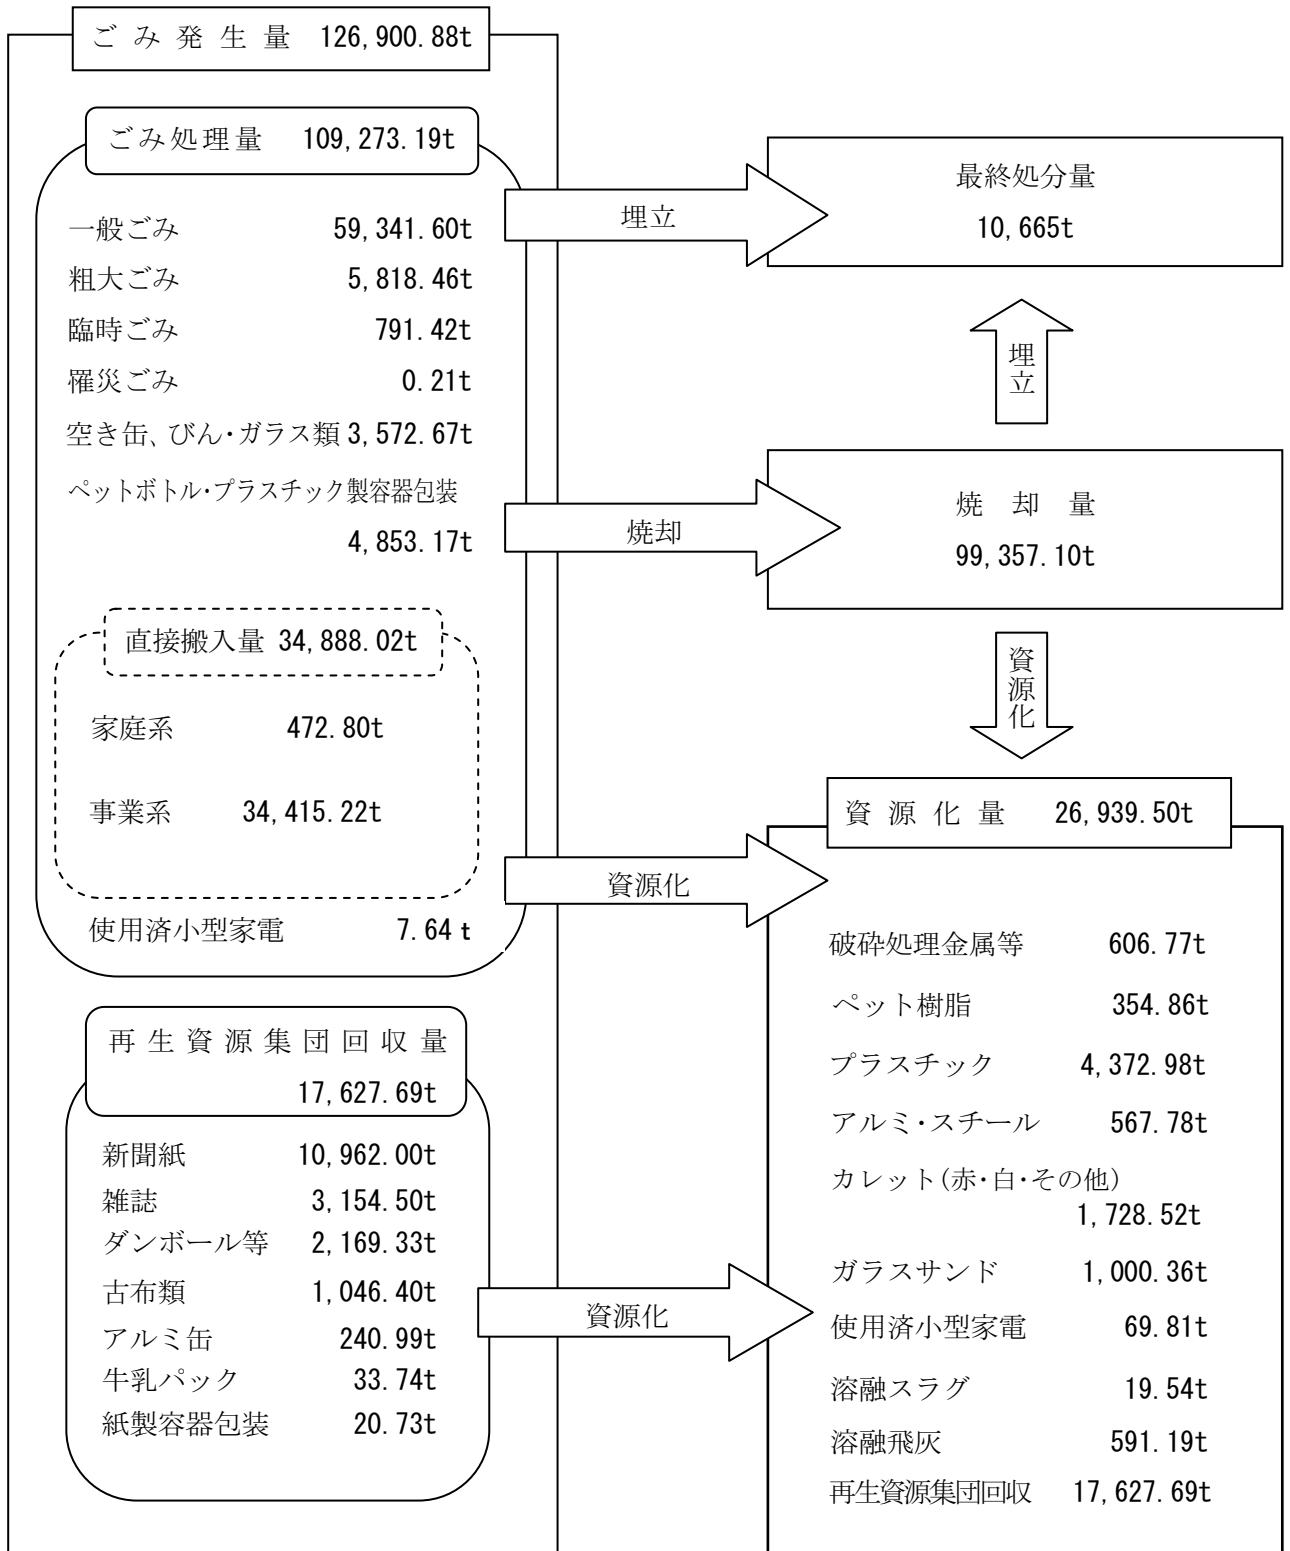 ごみ発生量 126,900.88t
ごみ処理量 109,273.19t
一般ごみ 59,341.60t
粗大ごみ 5,818.46t
臨時ごみ 791.42t
罹災ごみ 0.21t
空き缶、びん・ガラス類 3,572.67t
ペットボトル・プラスチック製容器包装
4,853.17t
直接搬入量 34,888.02t
家庭系 472.80t
事業系 34,415.22t
使用済小型家電 7.64t
再生資源集団回収量
17,627.69t
新聞紙 10,962.00t
雑誌 3,154.50t
ダンボール等 2,169.33t
古布類 1,046.40t
アルミ缶 240.99t
牛乳パック 33.74t
紙製容器包装 20.73t
埋立
焼却
資源化
資源化
最終処分量
10,665t
埋立
焼却量
99,357.10t
資源化
資源化量 26,939.50t
破砕処理金属等 606.77t
ペット樹脂 354.86t
プラスチック 4,372.98t
アルミ・スチール 567.78t
カレット(赤・白・その他)
1,728.52t
ガラスサンド 1,000.36t
使用済小型家電 69.81t
溶融スラグ 19.54t
溶融飛灰 591.19t
再生資源集団回収 17,627.69t